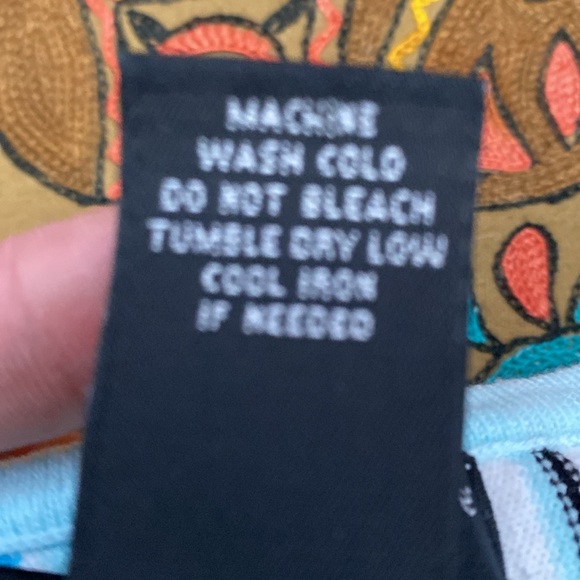 MACHINE
WASH COLD
DO NOT BLEACH
TUMBLE DRY LOW
COOL IRON
IF NEEDED